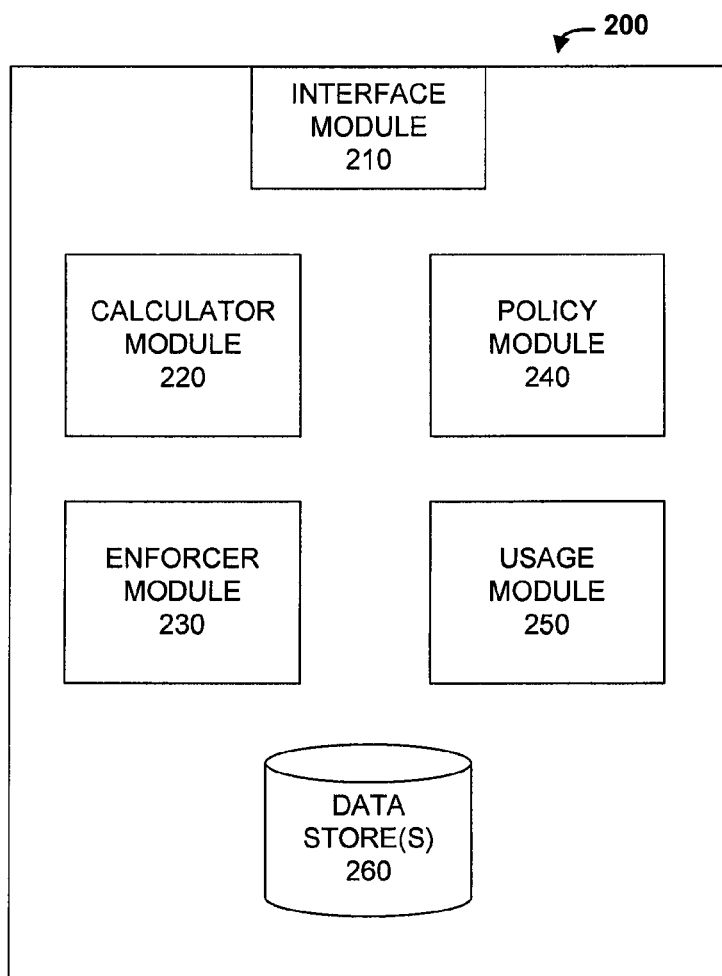 200
INTERFACE
MODULE
210
CALCULATOR
MODULE
220
POLICY
MODULE
240
ENFORCER
MODULE
230
USAGE
MODULE
250
DATA
STORE(S)
260